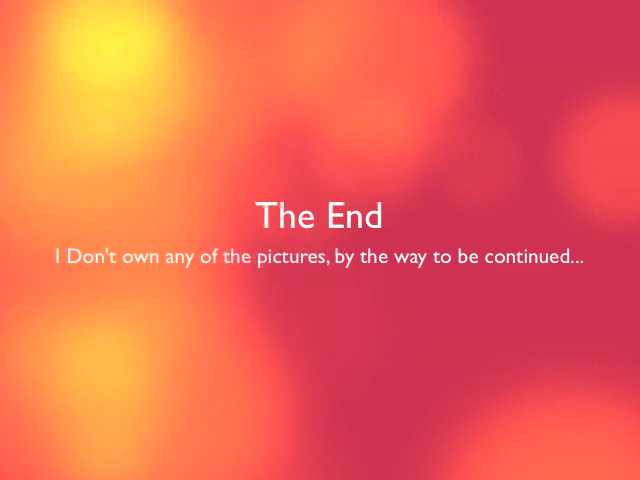 The End
I Don't own any of the pictures, by the way to be continued...